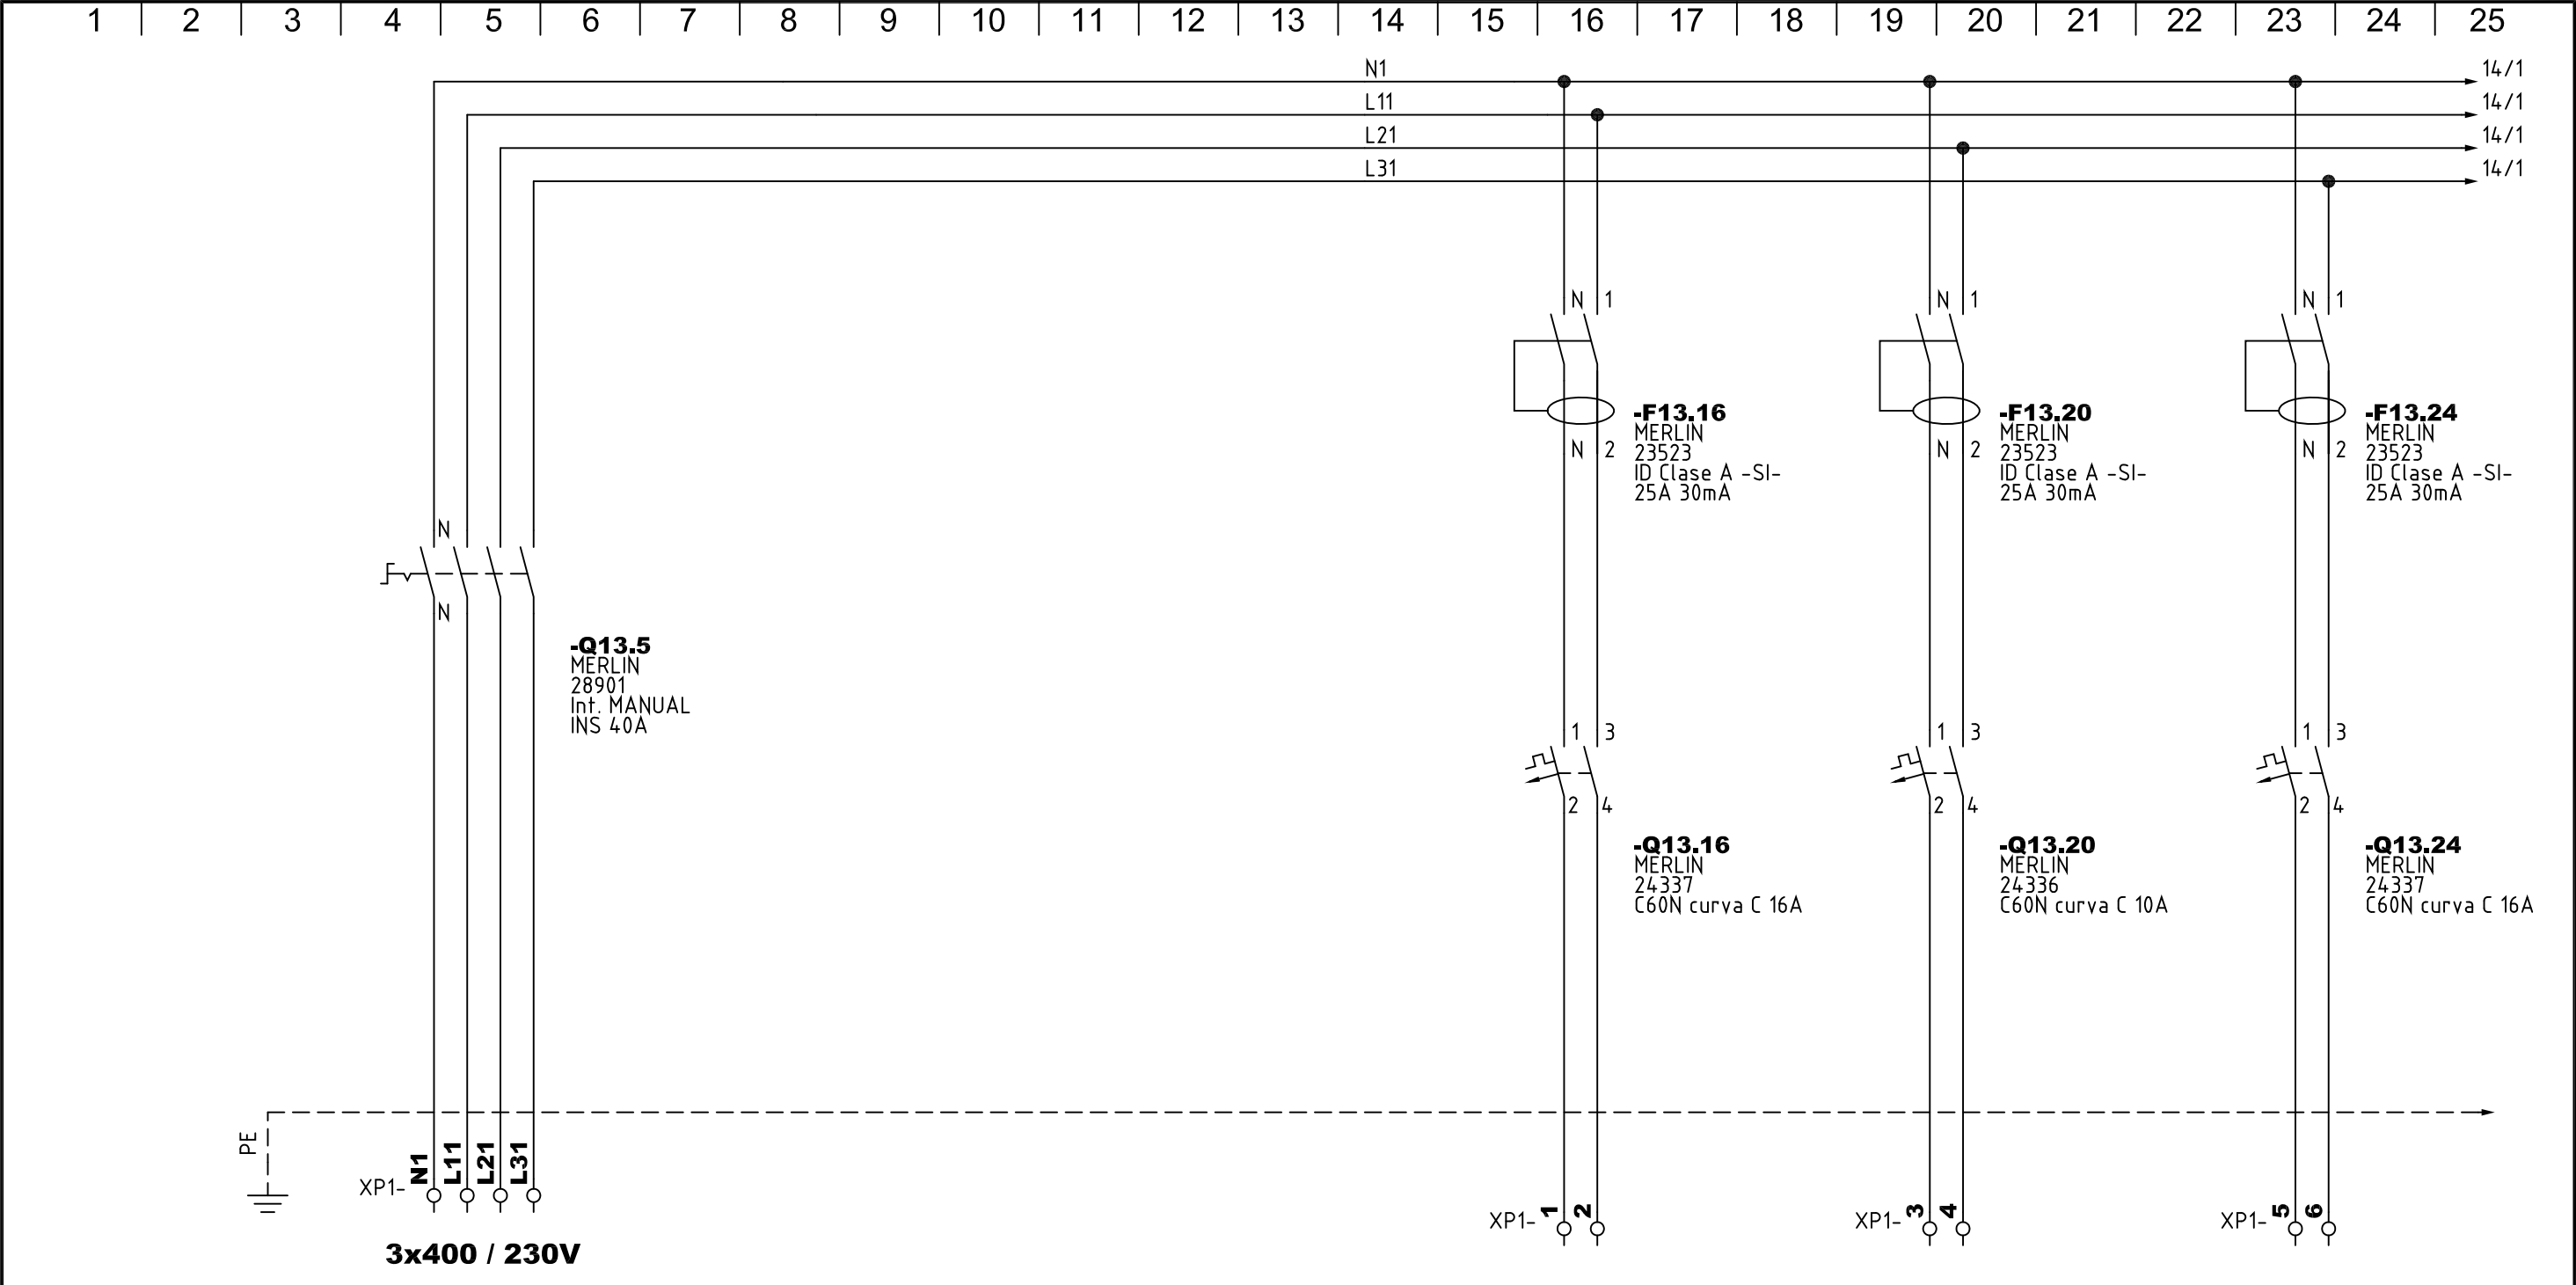 1 2 3 4 5 6 7 8 9 10 11 12 13 14 15 16 17 18 19 20 21 22 23 24 25
N1 14/1
L11 14/1
L21 14/1
L31 14/1
N 1 N 1 N 1
-F13.16
MERLIN
23523
ID Clase A -SI-
25A 30mA
-F13.20
MERLIN
23523
ID Clase A -SI-
25A 30mA
-F13.24
MERLIN
23523
ID Clase A -SI-
25A 30mA
N 2 N 2 N 2
N
N
-Q13.5
MERLIN
28901
Int. MANUAL
INS 40A
1 3 1 3 1 3
2 4 2 4 2 4
-Q13.16
MERLIN
24337
C60N curva C 16A
-Q13.20
MERLIN
24336
C60N curva C 10A
-Q13.24
MERLIN
24337
C60N curva C 16A
PE
XP1- N1 L11 L21 L31
XP1- 1 2
XP1- 3 4
XP1- 5 6
3x400 / 230V